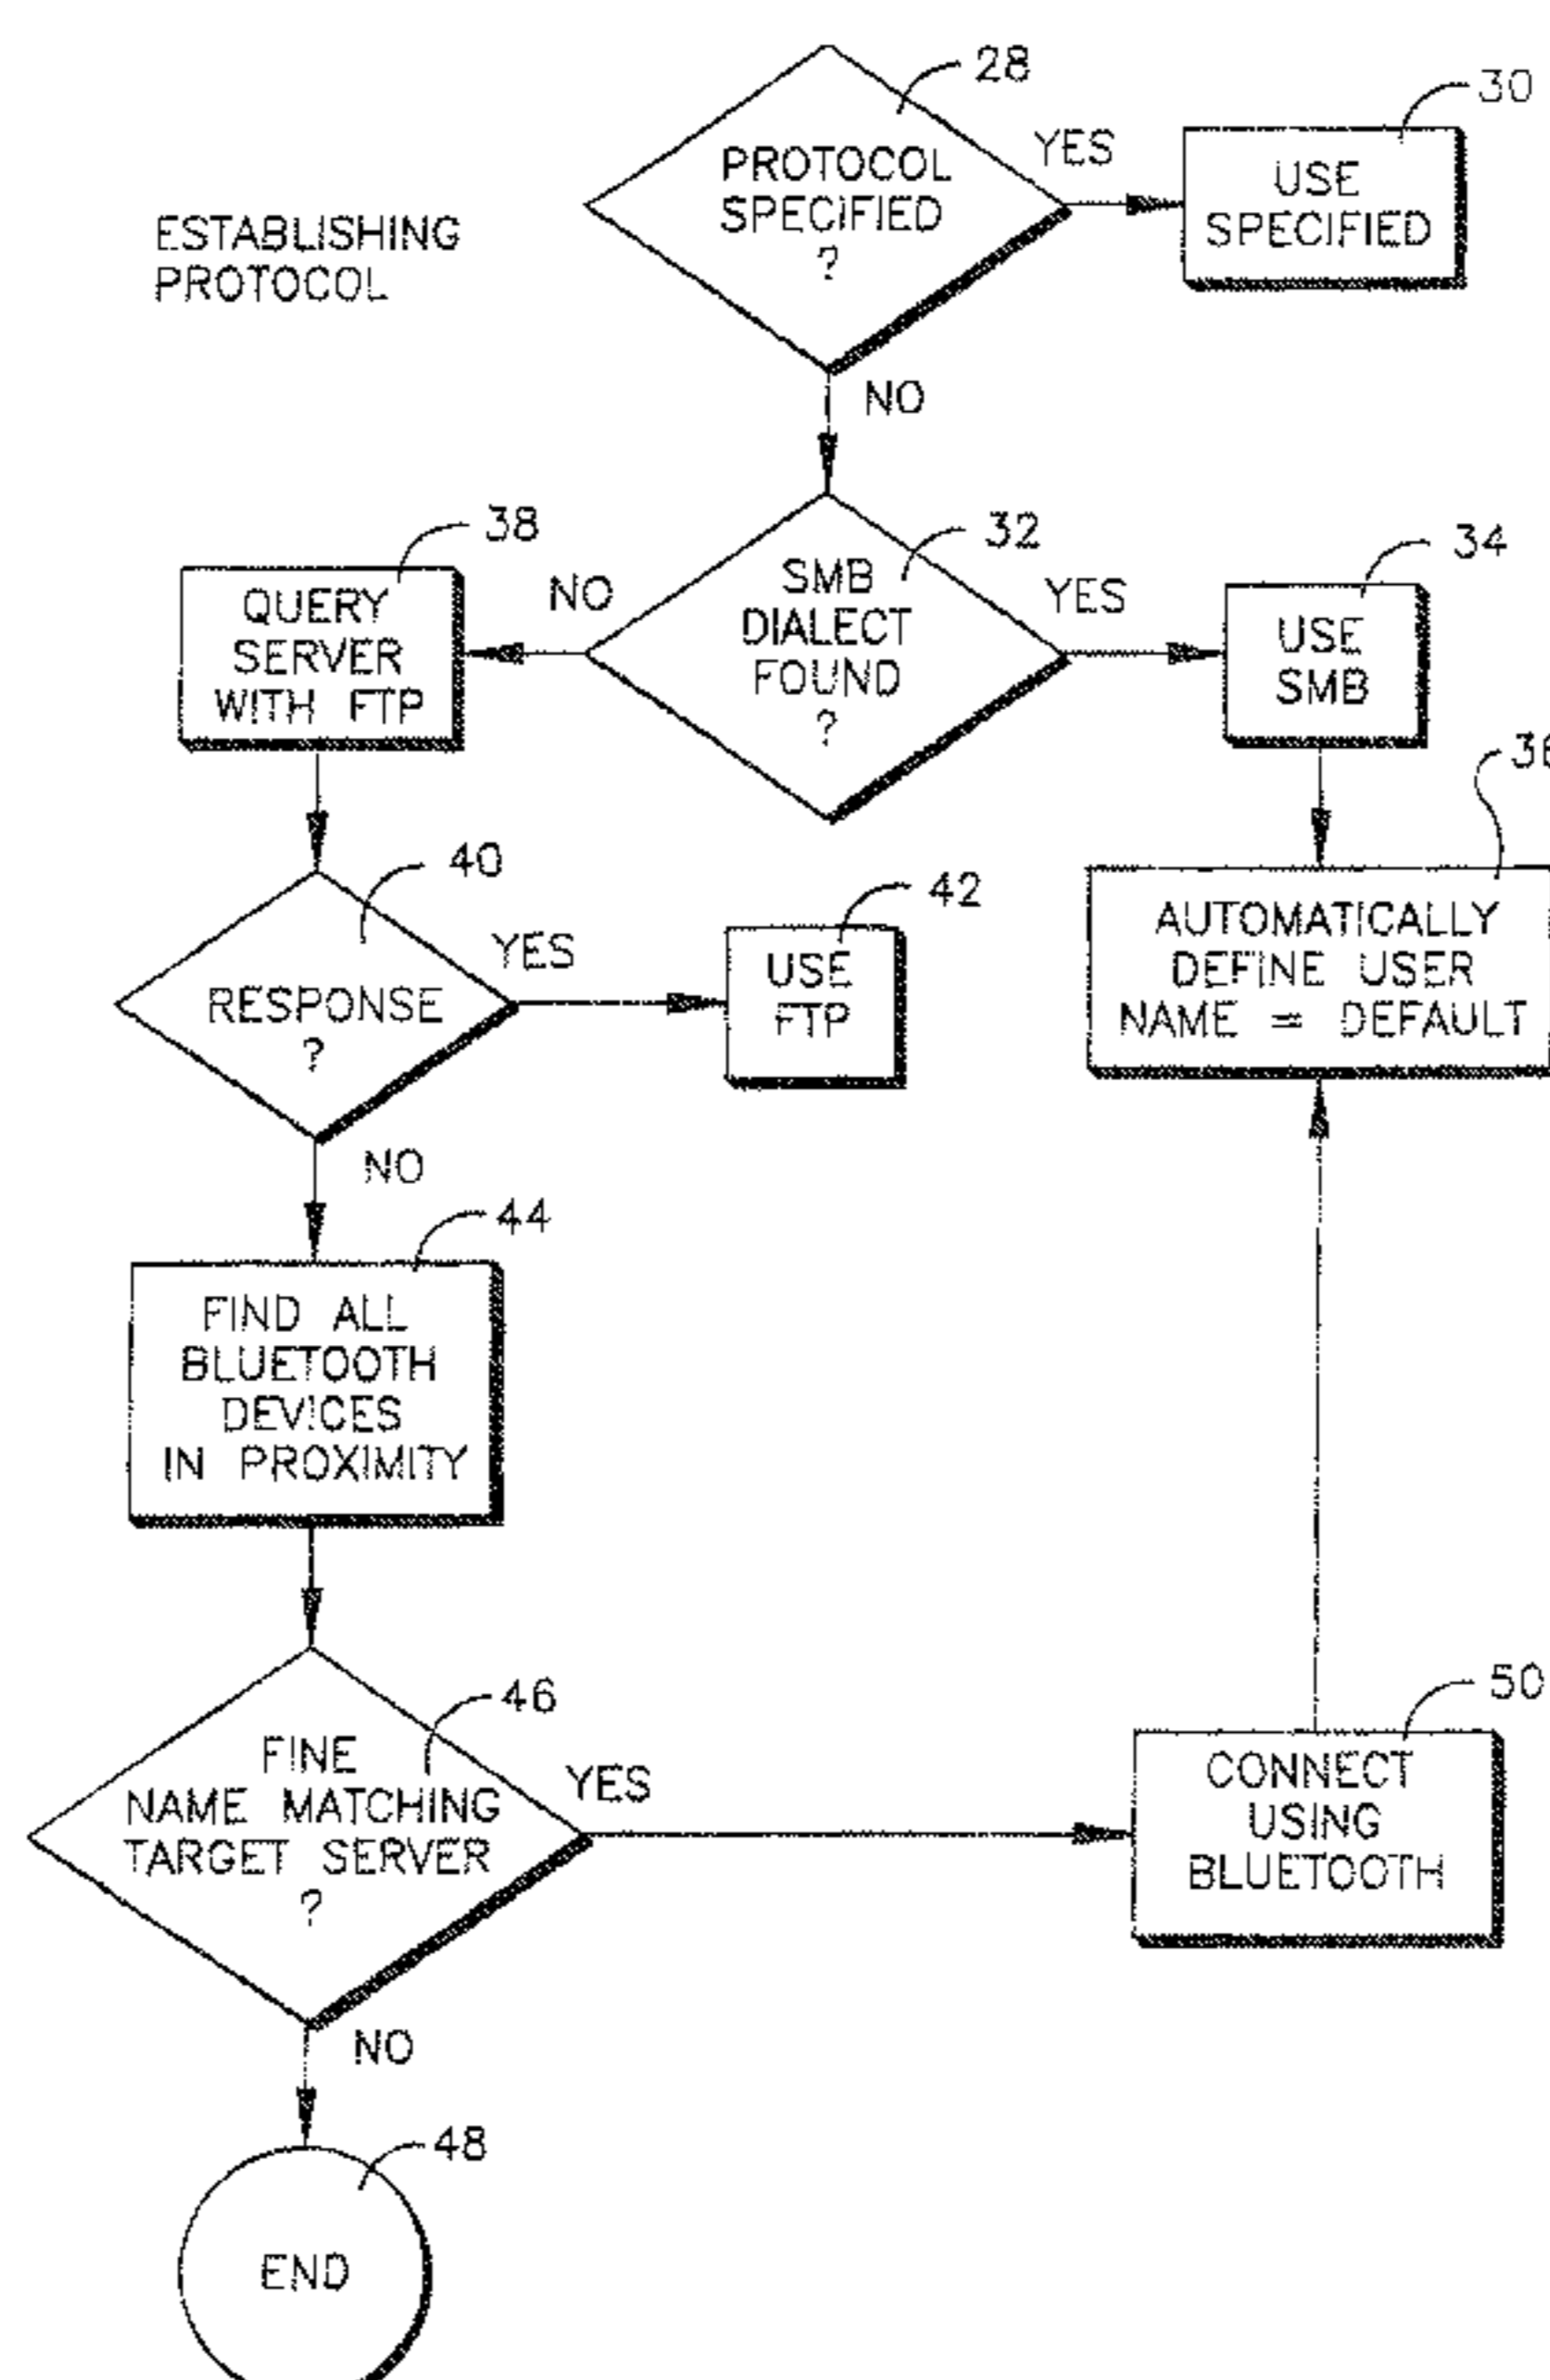 28
30
PROTOCOL
SPECIFIED
?
YES
USE
SPECIFIED
ESTABLISHING
PROTOCOL
NO
38
32
34
QUERY
SERVER
WITH FTP
NO
SMB
DIALECT
FOUND
?
YES
USE
SMB
36
40
42
RESPONSE
?
YES
USE
FTP
AUTOMATICALLY
DEFINE USER
NAME = DEFAULT
NO
44
FIND ALL
BLUETOOTH
DEVICES
IN PROXIMITY
46
50
FINE
NAME MATCHING
TARGET SERVER
?
YES
CONNECT
USING
BLUETOOTH
NO
48
END